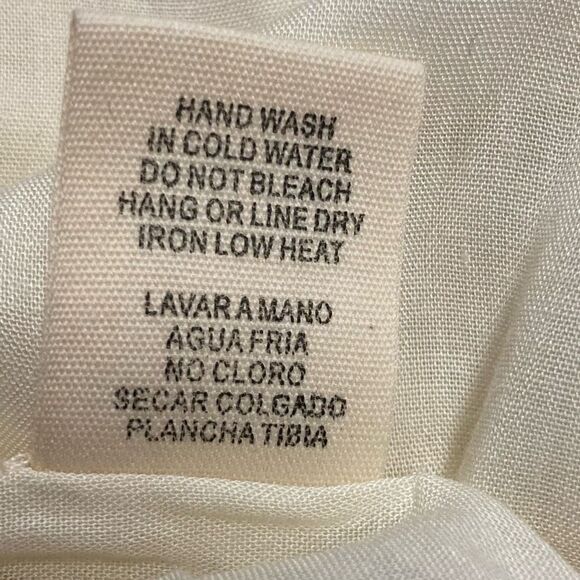 HAND WASH
IN COLD WATER
DO NOT BLEACH
HANG OR LINE DRY
IRON LOW HEAT
LAVAR A MANO
AGUA FRIA
NO CLORO
SECAR COLGADO
PLANCHA TIBIA